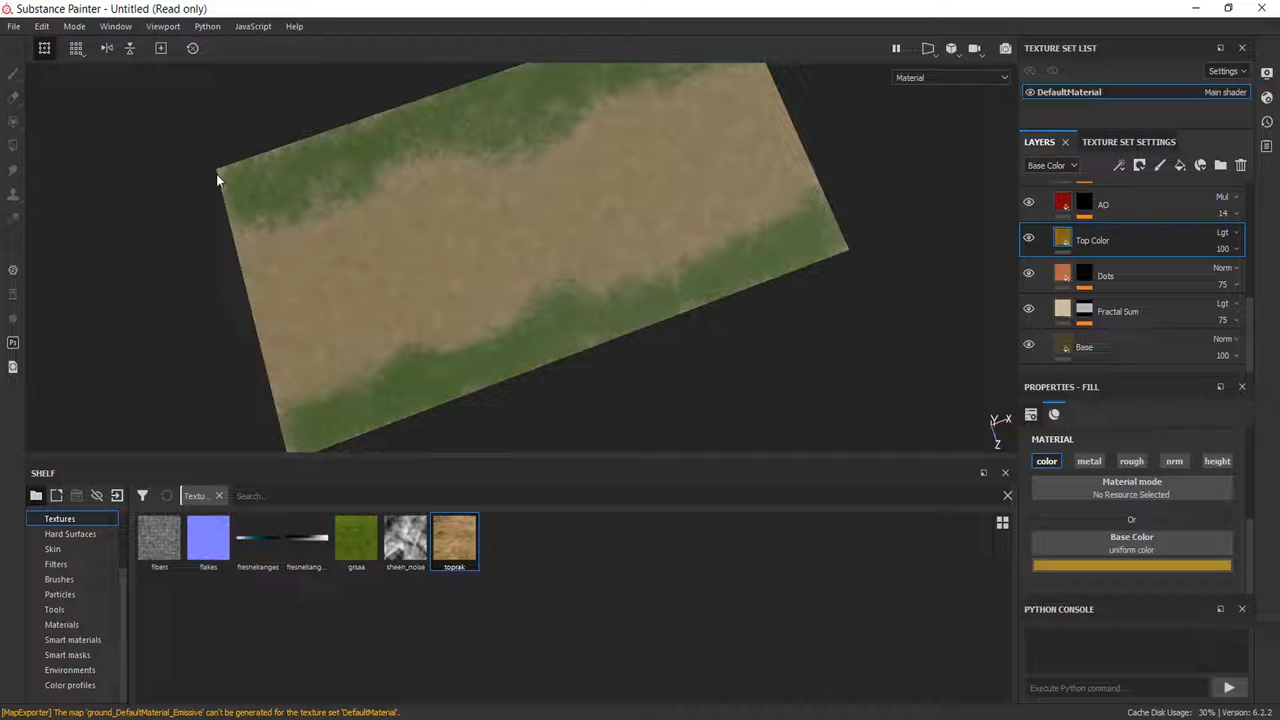 Substance Painter - Untitled (Read only)
File Edit Mode Window Viewport Python JavaScript Help
Material
TEXTURE SET LIST
Settings
DefaultMaterial Main shader
LAYERS TEXTURE SET SETTINGS
Base Color
AO Mul 14
Top Color Lgt 100
Dots Norm 75
Fractal Sum Lgt 75
Base Norm 100
PROPERTIES - FILL
MATERIAL
color metal rough nrm height
Material mode
No Resource Selected
Or
Base Color
uniform color
PYTHON CONSOLE
Execute Python command....
Y X
Z
Ps
SHELF
Textu... Search...
Textures
Hard Surfaces
Skin
Filters
Brushes
Particles
Tools
Materials
Smart materials
Smart masks
Environments
Color profiles
fibers flakes fresnelranges fresnelrang... grsaa sheen_noise toprak
[MapExporter] The map 'ground_DefaultMaterial_Emissive' can't be generated for the texture set 'DefaultMaterial'.
Cache Disk Usage: 30% | Version: 6.2.2